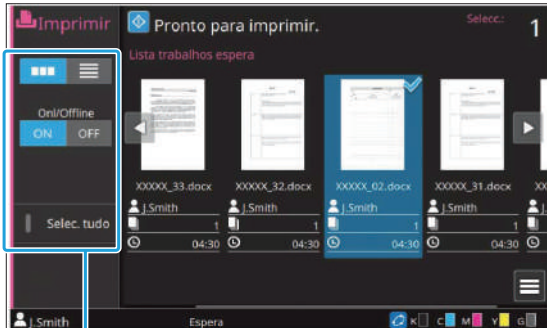 Imprimir
Pronto para imprimir.
Selecc.: 1
Lista trabalhos espera
Onl/Offline
ON OFF
Selec. tudo
XXXXX_33.docx XXXXX_32.docx XXXXX_02.docx XXXXX_31.docx XX
J.Smith J.Smith J.Smith J.Smith J.
1 1 1 1
04:30 04:30 04:30 04:30
J.Smith Espera K C M Y G